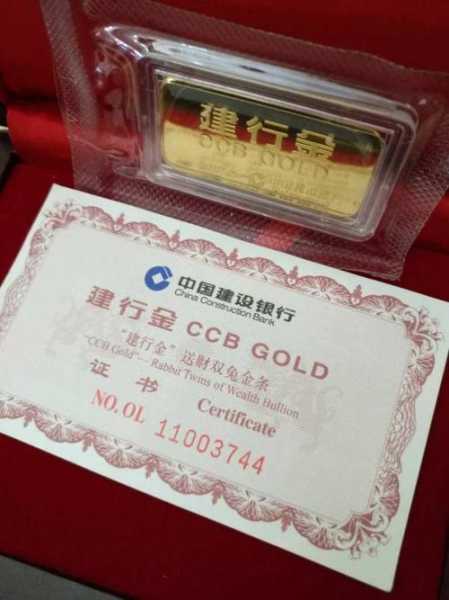 建行金
CCB GOLD
中国建设银行
China Construction Bank
建行金 CCB GOLD
“建行金”送财双兔金条
"CCB Gold"—Rabbit Twins of Wealth Bullion
证书 Certificate
NO.OL 11003744